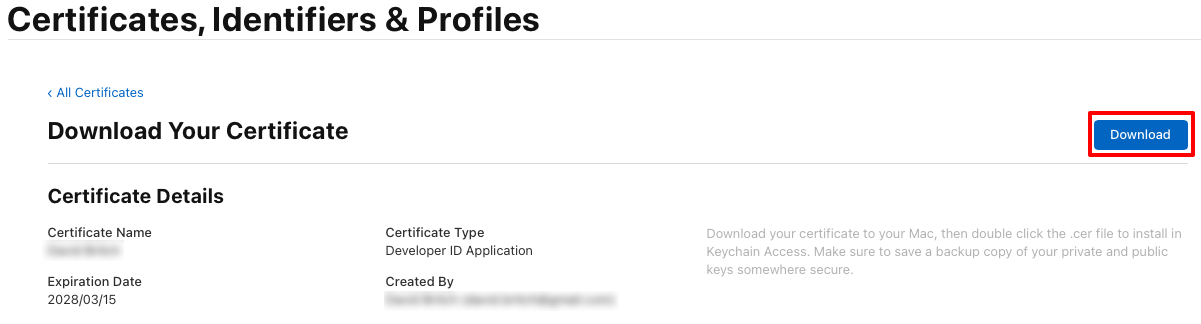 Certificates, Identifiers & Profiles
‹ All Certificates
Download Your Certificate
Download
Certificate Details
Certificate Name
Certificate Type
Developer ID Application
Download your certificate to your Mac, then double click the .cer file to install in
Keychain Access. Make sure to save a backup copy of your private and public
keys somewhere secure.
Expiration Date
2028/03/15
Created By